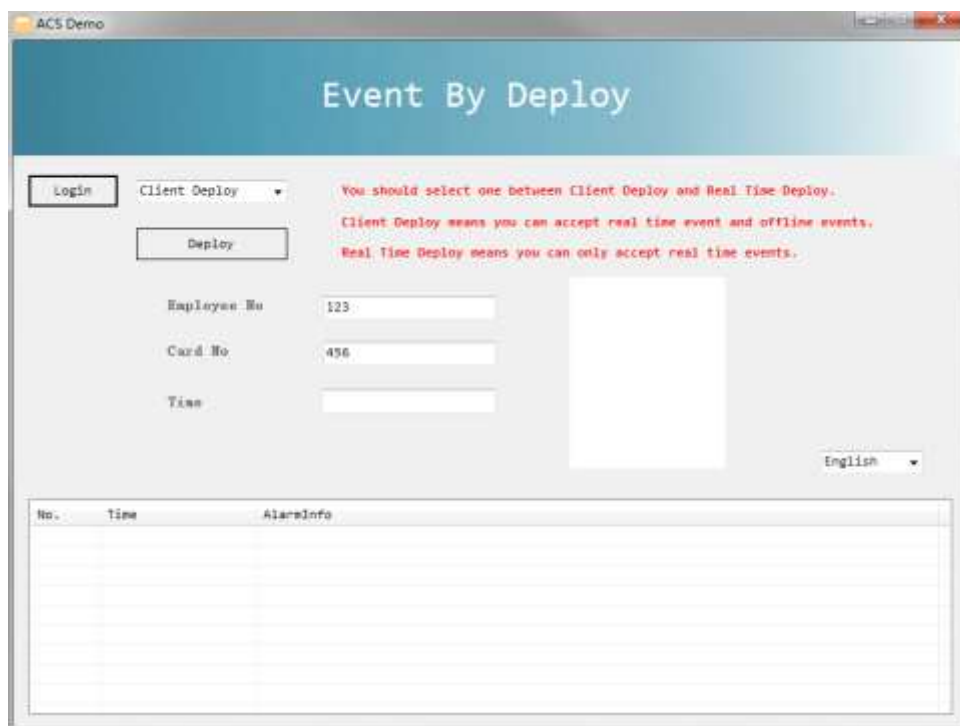 ACS Demo
Event By Deploy
Login
Client Deploy
You should select one between Client Deploy and Real Time Deploy.
Client Deploy means you can accept real time event and offline events.
Deploy
Real Time Deploy means you can only accept real time events.
Employee No
123
Card No
456
Time
English
No. Time AlarmInfo